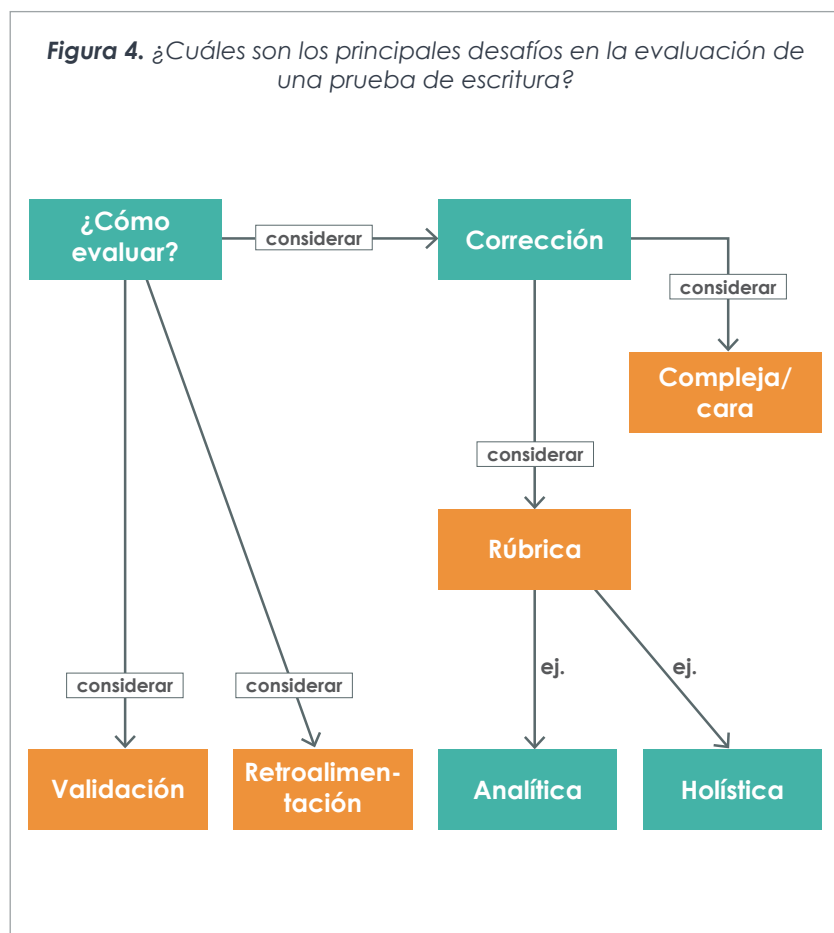 Figura 4. ¿Cuáles son los principales desafíos en la evaluación de
una prueba de escritura?
¿Cómo
evaluar?
considerar
Corrección
considerar
Compleja/
cara
considerar
Rúbrica
ej.
ej.
considerar
considerar
Validación
Retroalimen-
tación
Analítica
Holística